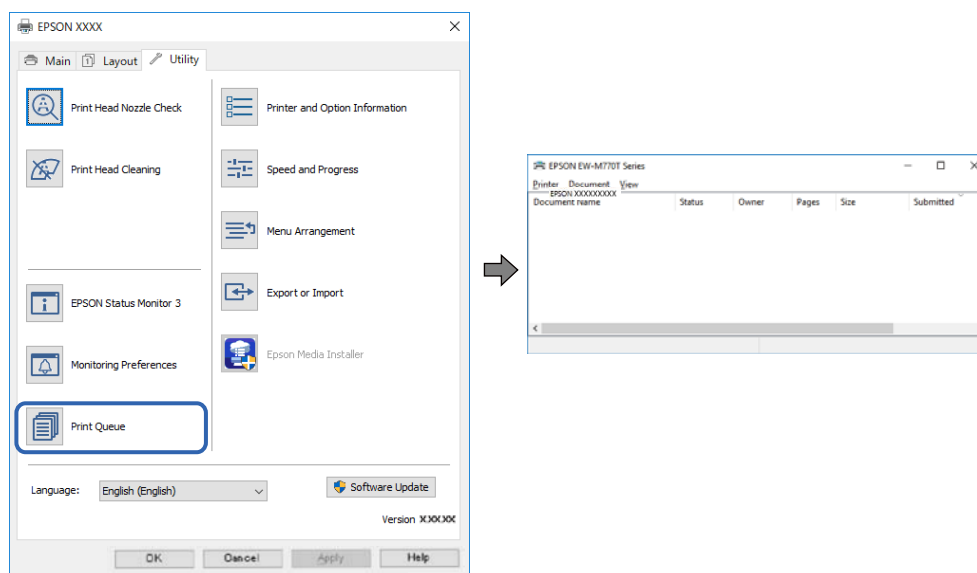 EPSON XXXX
Main
Layout
Utility
Print Head Nozzle Check
Print Head Cleaning
EPSON Status Monitor 3
Monitoring Preferences
Print Queue
Printer and Option Information
Speed and Progress
Menu Arrangement
Export or Import
Epson Media Installer
Language: English (English)
Software Update
Version X.XX.XX
OK Cancel Apply Help
EPSON EW-M770T Series
Printer Document View
EPSON XXXXXXXXX
Document Name Status Owner Pages Size Submitted